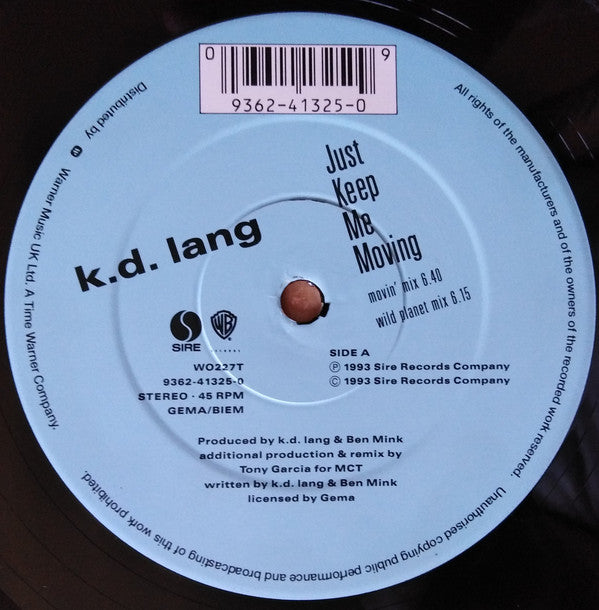 0 9
9362-41325-0
Just
Keep
Me
Moving
movin' mix 6.40
wild planet mix 6.15
k.d. lang
SIRE
WB
WO227T
9362-41325-0
STEREO · 45 RPM
GEMA/BIEM
SIDE A
Ⓟ 1993 Sire Records Company
© 1993 Sire Records Company
Produced by k.d. lang & Ben Mink
additional production & remix by
Tony Garcia for MCT
written by k.d. lang & Ben Mink
licensed by Gema
All rights of the manufacturers and of the owners of the recorded work reserved. Unauthorised copying public performance and broadcasting of this work prohibited.
Distributed by Warner Music UK Ltd. A Time Warner Company.